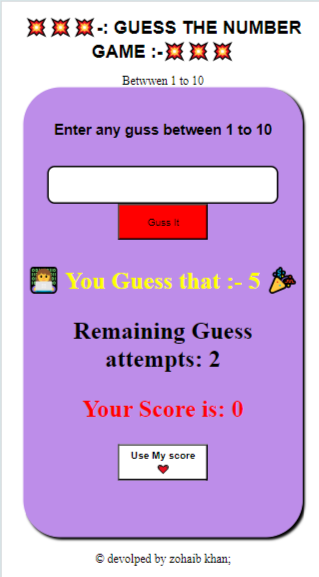 💥💥💥-: GUESS THE NUMBER
GAME :-💥💥💥
Betwwen 1 to 10
Enter any guss between 1 to 10
Guss it
👨‍💻 You Guess that :- 5 🎉
Remaining Guess
attempts: 2
Your Score is: 0
Use My score
❤️
© devolped by zohaib khan;